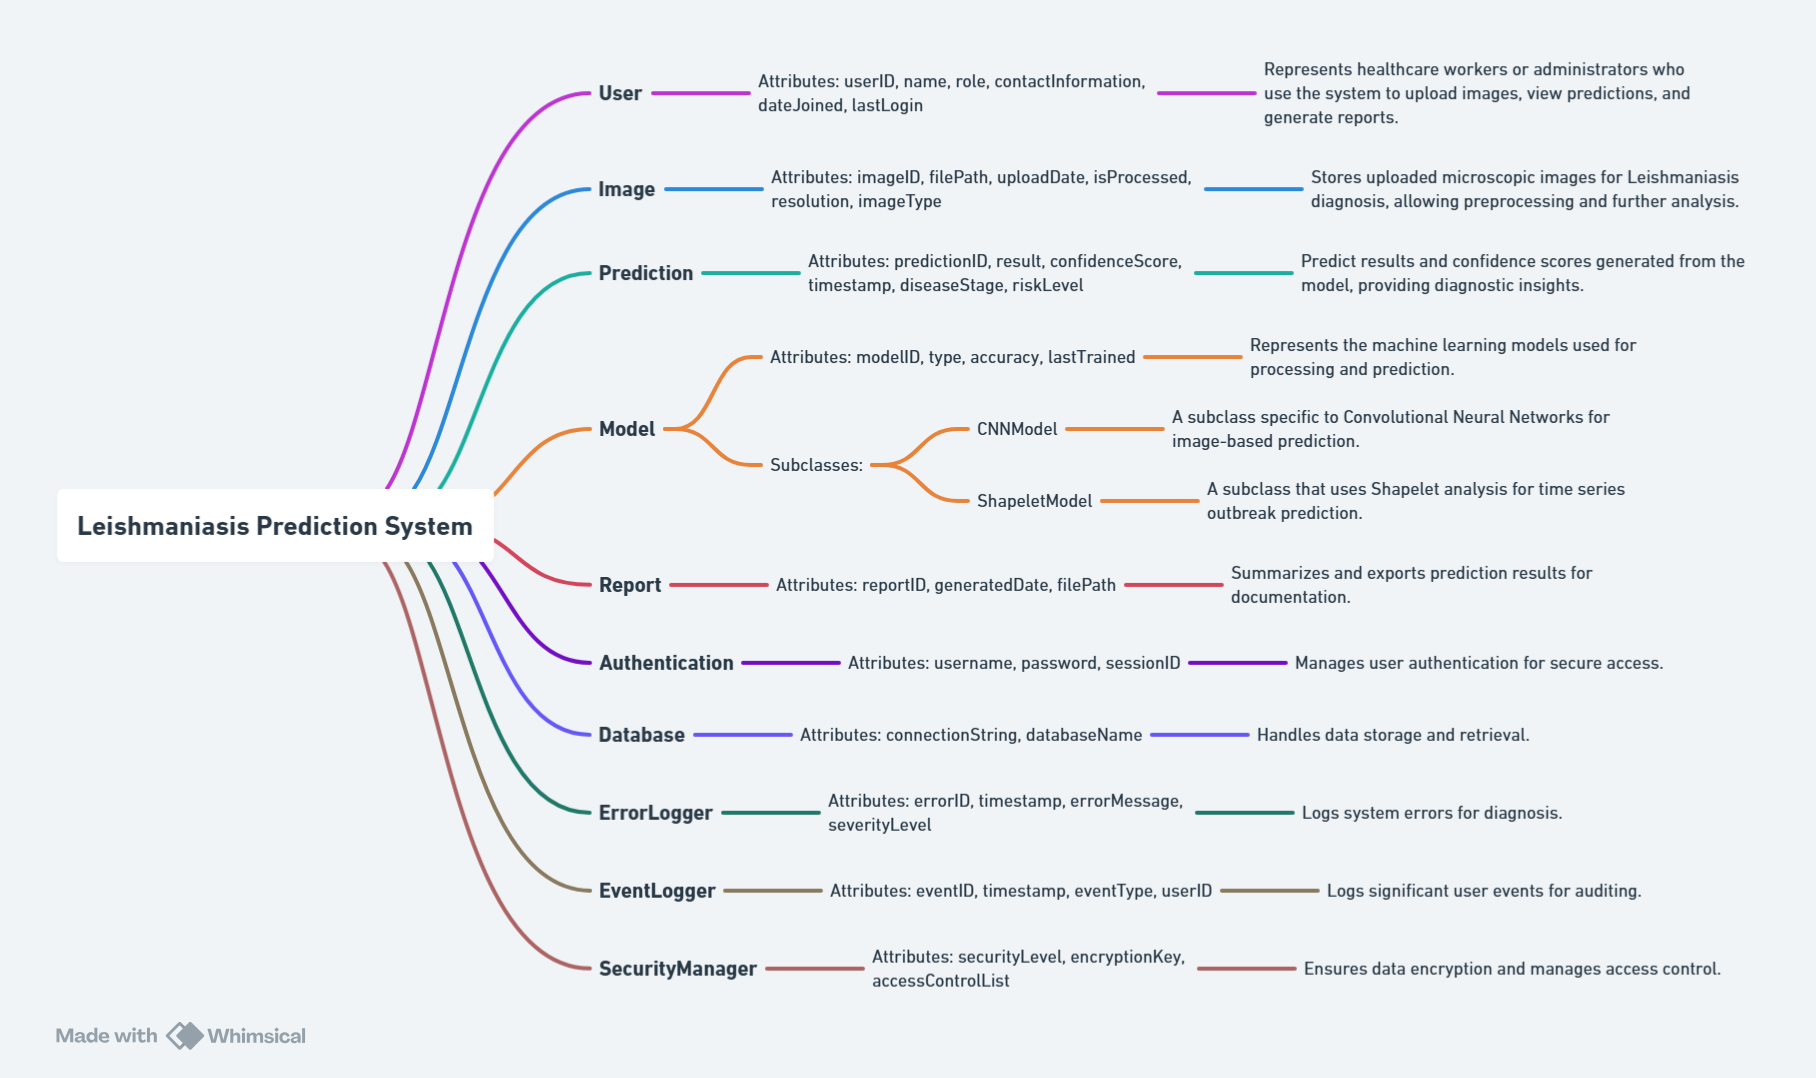 User
Attributes: userID, name, role, contactInformation,
dateJoined, lastLogin
Represents healthcare workers or administrators who
use the system to upload images, view predictions, and
generate reports.
Image
Attributes: imageID, filePath, uploadDate, isProcessed,
resolution, imageType
Stores uploaded microscopic images for Leishmaniasis
diagnosis, allowing preprocessing and further analysis.
Prediction
Attributes: predictionID, result, confidenceScore,
timestamp, diseaseStage, riskLevel
Predict results and confidence scores generated from the
model, providing diagnostic insights.
Model
Attributes: modelID, type, accuracy, lastTrained
Represents the machine learning models used for
processing and prediction.
Subclasses:
CNNModel
A subclass specific to Convolutional Neural Networks for
image-based prediction.
ShapeletModel
A subclass that uses Shapelet analysis for time series
outbreak prediction.
Leishmaniasis Prediction System
Report
Attributes: reportID, generatedDate, filePath
Summarizes and exports prediction results for
documentation.
Authentication
Attributes: username, password, sessionID
Manages user authentication for secure access.
Database
Attributes: connectionString, databaseName
Handles data storage and retrieval.
ErrorLogger
Attributes: errorID, timestamp, errorMessage,
severityLevel
Logs system errors for diagnosis.
EventLogger
Attributes: eventID, timestamp, eventType, userID
Logs significant user events for auditing.
SecurityManager
Attributes: securityLevel, encryptionKey,
accessControlList
Ensures data encryption and manages access control.
Made with Whimsical